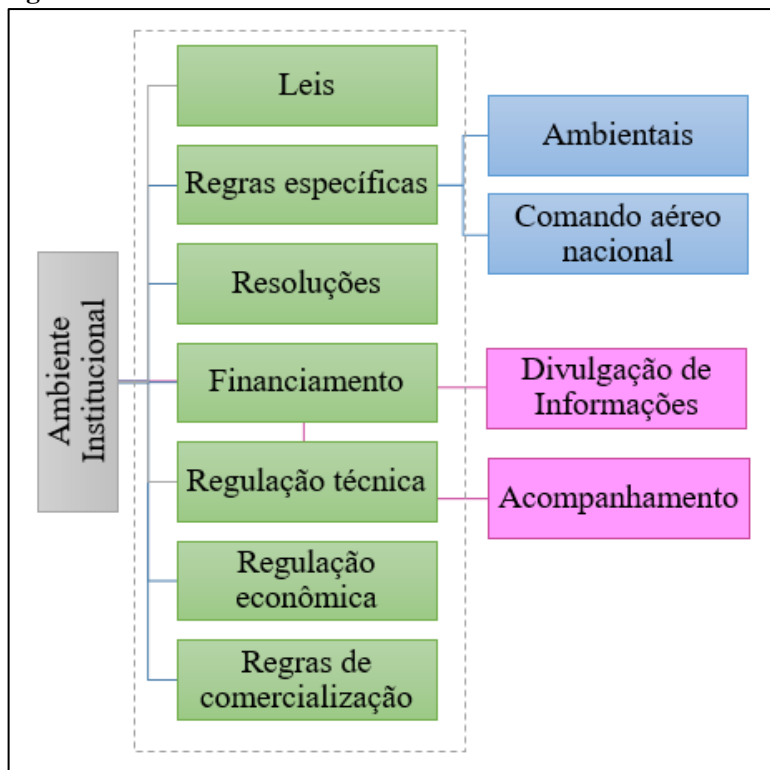 Leis
Regras específicas
Resoluções
Financiamento
Regulação técnica
Regulação
econômica
Regras de
comercialização
Ambiente
Institucional
Ambientais
Comando aéreo
nacional
Divulgação de
Informações
Acompanhamento